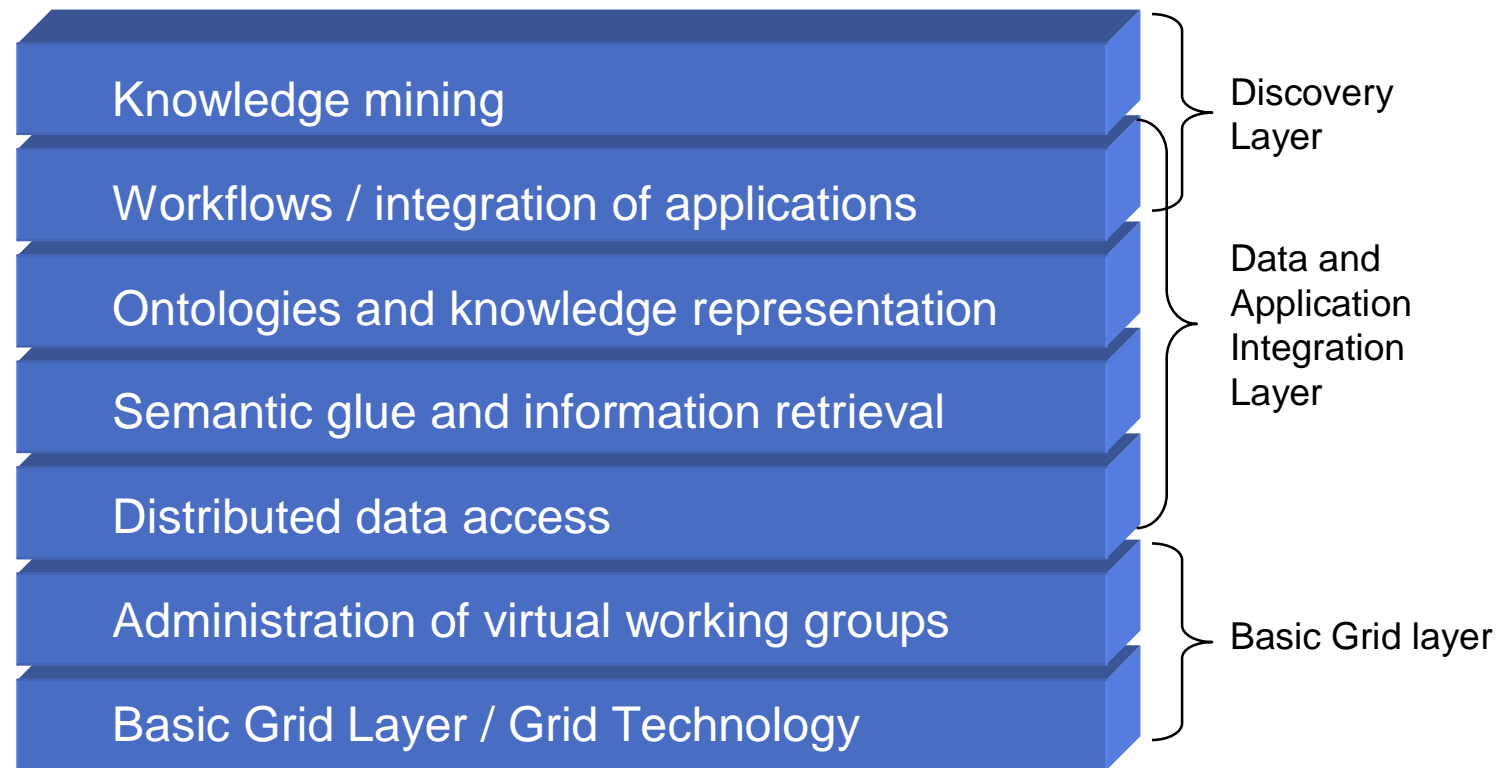 Knowledge mining
Workflows / integration of applications
Ontologies and knowledge representation
Semantic glue and information retrieval
Distributed data access
Administration of virtual working groups
Basic Grid Layer / Grid Technology
Discovery
Layer
Data and
Application
Integration
Layer
Basic Grid layer